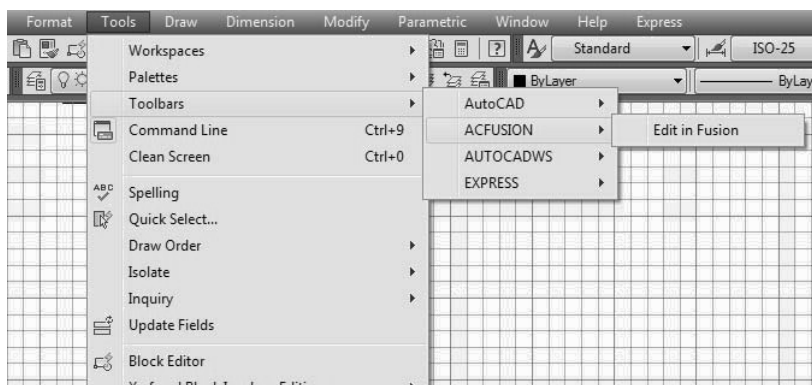 Format Tools Draw Dimension Modify Parametric Window Help Express
Standard ISO-25
ByLayer ByLay
Workspaces
Palettes
Toolbars
Command Line Ctrl+9
Clean Screen Ctrl+0
ABC Spelling
Quick Select...
Draw Order
Isolate
Inquiry
Update Fields
Block Editor
AutoCAD
ACFUSION
AUTOCADWS
EXPRESS
Edit in Fusion